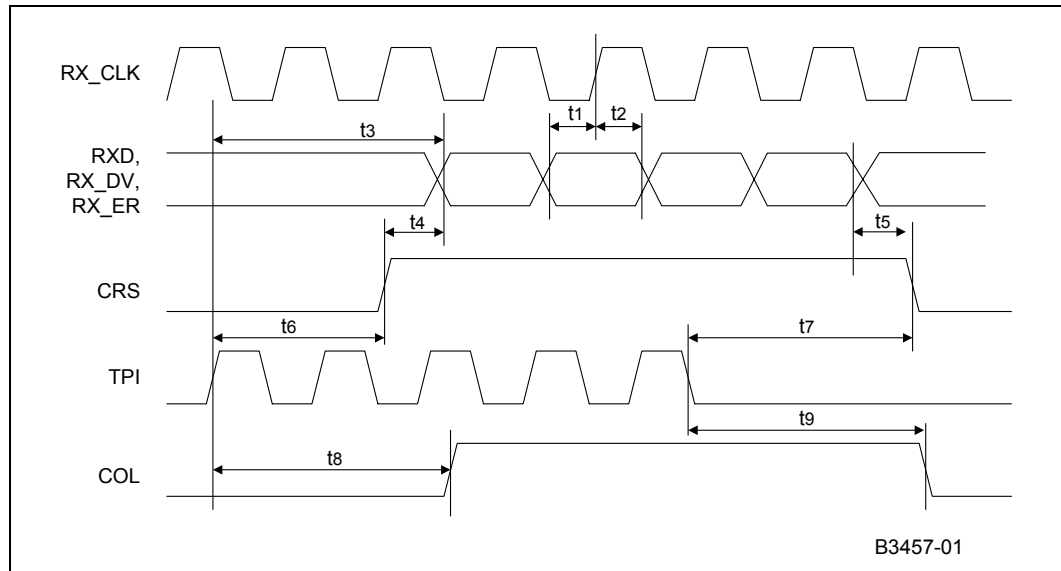 RX_CLK
t1
t2
t3
RXD,
RX_DV,
RX_ER
t4
t5
CRS
t6
t7
TPI
t9
t8
COL
B3457-01